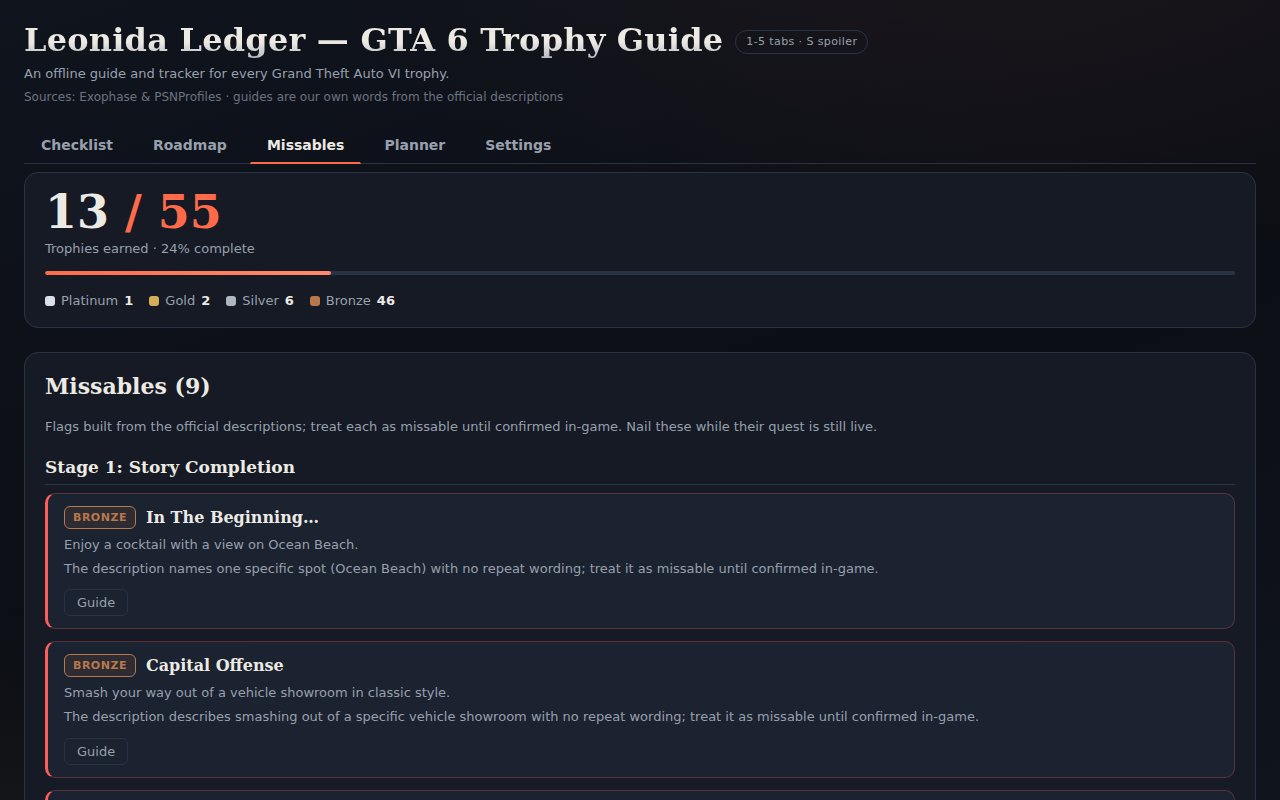 Leonida Ledger — GTA 6 Trophy Guide
1-5 tabs · S spoiler
An offline guide and tracker for every Grand Theft Auto VI trophy.
Sources: Exophase & PSNProfiles · guides are our own words from the official descriptions
Checklist Roadmap Missables Planner Settings
13 / 55
Trophies earned · 24% complete
Platinum 1 Gold 2 Silver 6 Bronze 46
Missables (9)
Flags built from the official descriptions; treat each as missable until confirmed in-game. Nail these while their quest is still live.
Stage 1: Story Completion
BRONZE In The Beginning...
Enjoy a cocktail with a view on Ocean Beach.
The description names one specific spot (Ocean Beach) with no repeat wording; treat it as missable until confirmed in-game.
Guide
BRONZE Capital Offense
Smash your way out of a vehicle showroom in classic style.
The description describes smashing out of a specific vehicle showroom with no repeat wording; treat it as missable until confirmed in-game.
Guide